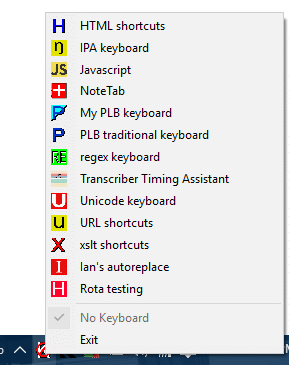 H HTML shortcuts
ŋ IPA keyboard
JS Javascript
NoteTab
P My PLB keyboard
P PLB traditional keyboard
regex keyboard
Transcriber Timing Assistant
U Unicode keyboard
u URL shortcuts
X xslt shortcuts
I Ian's autoreplace
H Rota testing
No Keyboard
Exit